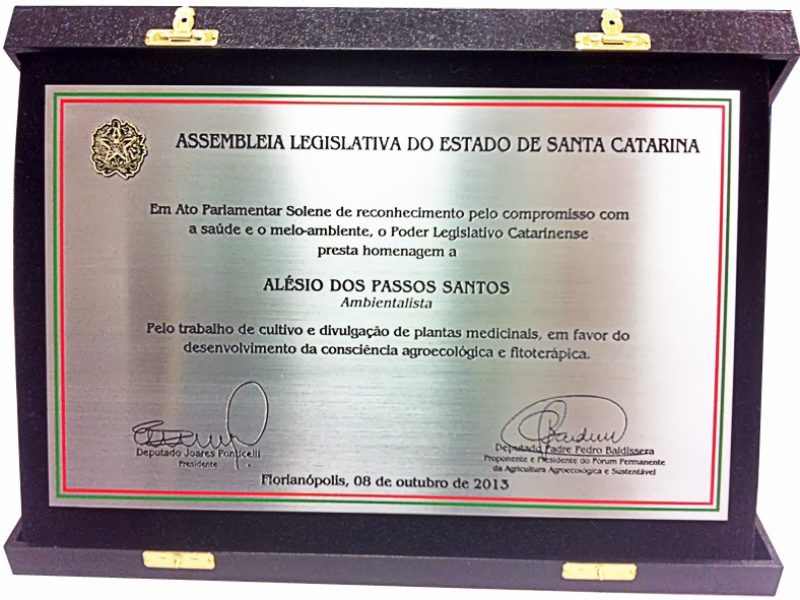 ASSEMBLEIA LEGISLATIVA DO ESTADO DE SANTA CATARINA
Em Ato Parlamentar Solene de reconhecimento pelo compromisso com
a saúde e o meio-ambiente, o Poder Legislativo Catarinense
presta homenagem a
ALÉSIO DOS PASSOS SANTOS
Ambientalista
Pelo trabalho de cultivo e divulgação de plantas medicinais, em favor do
desenvolvimento da consciência agroecológica e fitoterápica.
Deputado Joares Ponticelli
Presidente
Deputado Padre Pedro Baldissera
Proponente e Presidente do Fórum Permanente
da Agricultura Agroecológica e Sustentável
Florianópolis, 08 de outubro de 2013